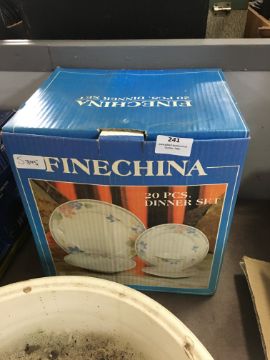 FINECHINA
20 PCS. DINNER SET
241
FINECHINA
20 PCS.
DINNER SET